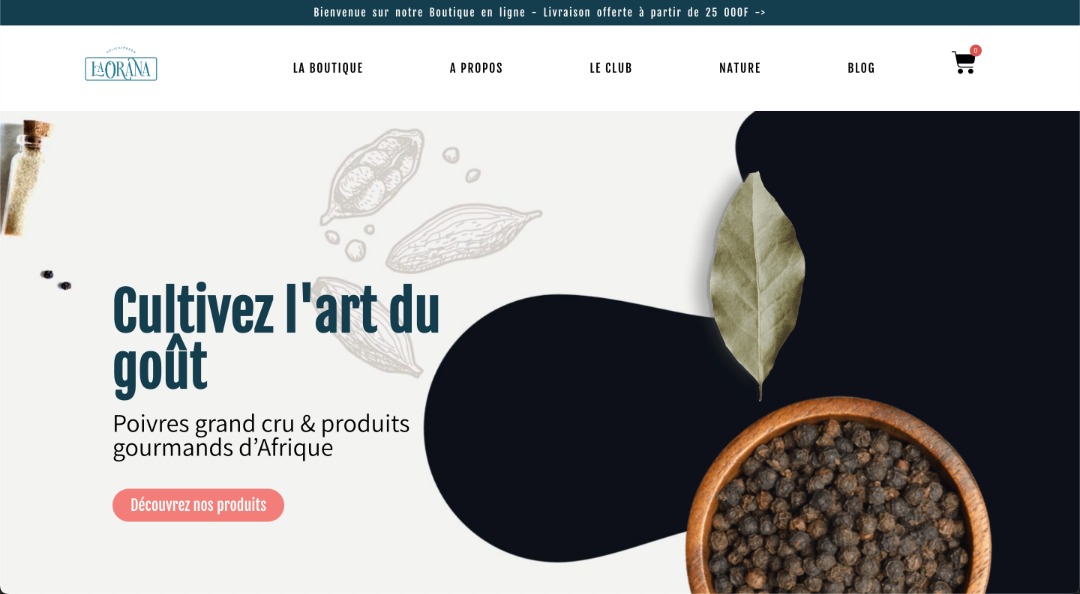 Bienvenue sur notre Boutique en ligne - Livraison offerte à partir de 25 000F ->
LAORANA
LA BOUTIQUE
A PROPOS
LE CLUB
NATURE
BLOG
0
Cultivez l'art du
goût
Poivres grand cru & produits
gourmands d’Afrique
Découvrez nos produits